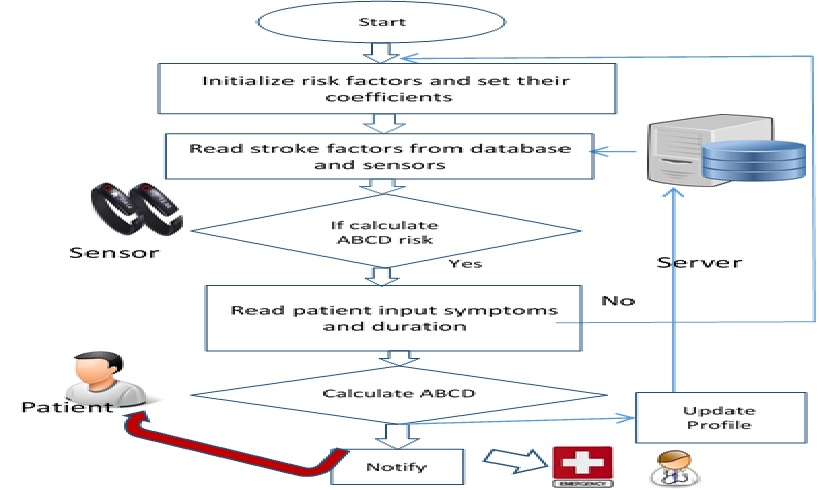 Start
Initialize risk factors and set their
coefficients
Read stroke factors from database
and sensors
If calculate
ABCD risk
Sensor
Yes
Server
Read patient input symptoms
and duration
No
Calculate ABCD
Patient
Update
Profile
Notify
EMERGENCY